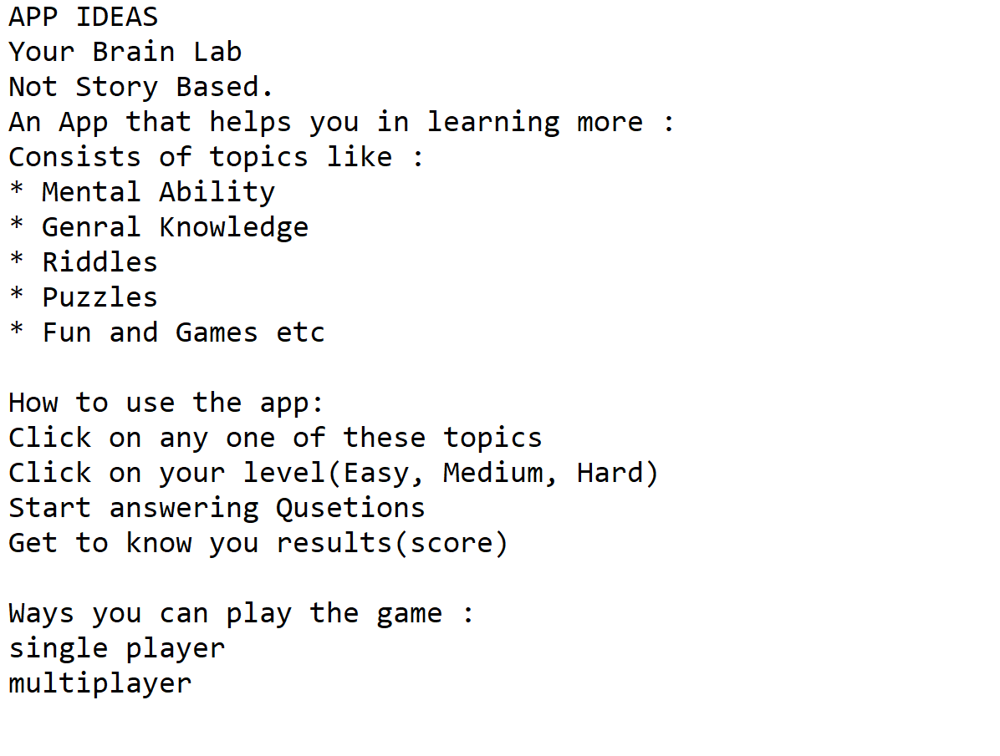 APP IDEAS
Your Brain Lab
Not Story Based.
An App that helps you in learning more :
Consists of topics like :
* Mental Ability
* Genral Knowledge
* Riddles
* Puzzles
* Fun and Games etc
How to use the app:
Click on any one of these topics
Click on your level(Easy, Medium, Hard)
Start answering Qusetions
Get to know you results(score)
Ways you can play the game :
single player
multiplayer